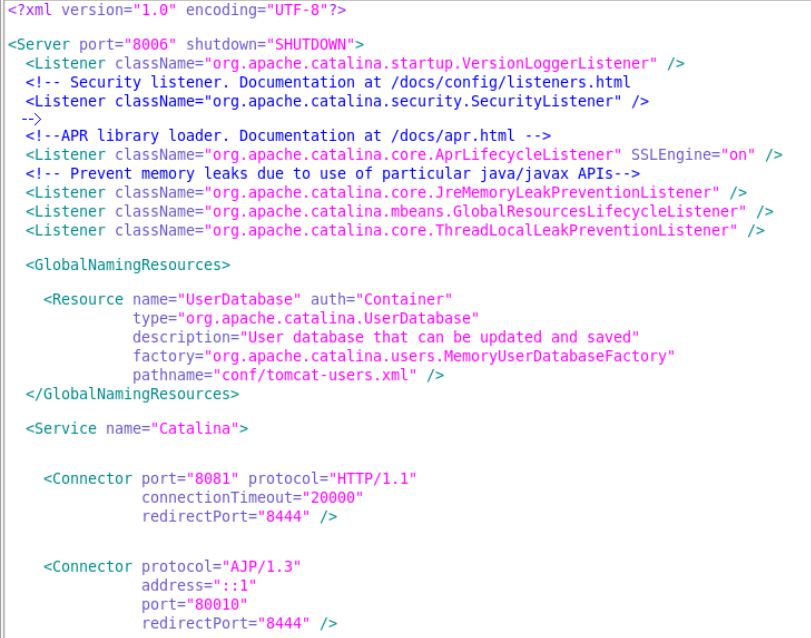 <?xml version="1.0" encoding="UTF-8"?>
<Server port="8006" shutdown="SHUTDOWN">
<Listener className="org.apache.catalina.startup.VersionLoggerListener" />
<!-- Security listener. Documentation at /docs/config/listeners.html
<Listener className="org.apache.catalina.security.SecurityListener" />
-->
<!--APR library loader. Documentation at /docs/apr.html -->
<Listener className="org.apache.catalina.core.AprLifecycleListener" SSLEngine="on" />
<!-- Prevent memory leaks due to use of particular java/javax APIs-->
<Listener className="org.apache.catalina.core.JreMemoryLeakPreventionListener" />
<Listener className="org.apache.catalina.mbeans.GlobalResourcesLifecycleListener" />
<Listener className="org.apache.catalina.core.ThreadLocalLeakPreventionListener" />
<GlobalNamingResources>
<Resource name="UserDatabase" auth="Container"
type="org.apache.catalina.UserDatabase"
description="User database that can be updated and saved"
factory="org.apache.catalina.users.MemoryUserDatabaseFactory"
pathname="conf/tomcat-users.xml" />
</GlobalNamingResources>
<Service name="Catalina">
<Connector port="8081" protocol="HTTP/1.1"
connectionTimeout="20000"
redirectPort="8444" />
<Connector protocol="AJP/1.3"
address="::1"
port="80010"
redirectPort="8444" />